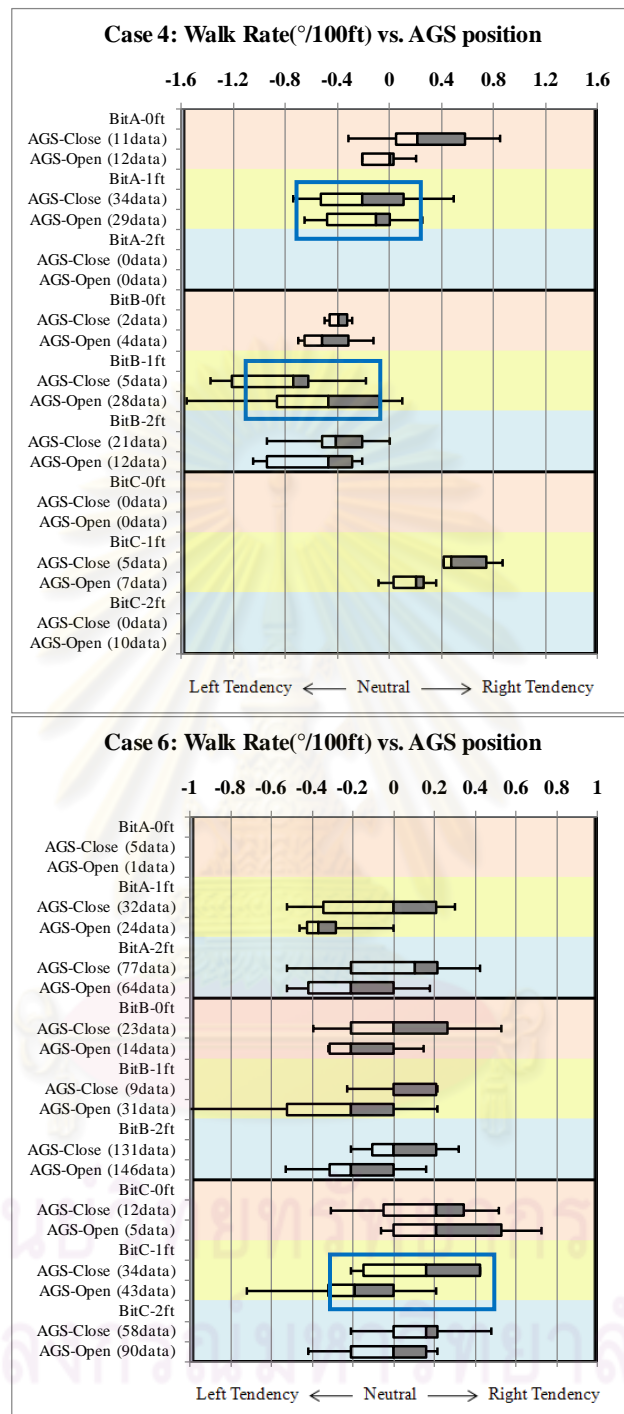 Case 4: Walk Rate(°/100ft) vs. AGS position
-1.6 -1.2 -0.8 -0.4 0 0.4 0.8 1.2 1.6
BitA-0ft
AGS-Close (11data)
AGS-Open (12data)
BitA-1ft
AGS-Close (34data)
AGS-Open (29data)
BitA-2ft
AGS-Close (0data)
AGS-Open (0data)
BitB-0ft
AGS-Close (2data)
AGS-Open (4data)
BitB-1ft
AGS-Close (5data)
AGS-Open (28data)
BitB-2ft
AGS-Close (21data)
AGS-Open (12data)
BitC-0ft
AGS-Close (0data)
AGS-Open (0data)
BitC-1ft
AGS-Close (5data)
AGS-Open (7data)
BitC-2ft
AGS-Close (0data)
AGS-Open (10data)
Left Tendency Neutral Right Tendency
Case 6: Walk Rate(°/100ft) vs. AGS position
-1 -0.8 -0.6 -0.4 -0.2 0 0.2 0.4 0.6 0.8 1
BitA-0ft
AGS-Close (5data)
AGS-Open (1data)
BitA-1ft
AGS-Close (32data)
AGS-Open (24data)
BitA-2ft
AGS-Close (77data)
AGS-Open (64data)
BitB-0ft
AGS-Close (23data)
AGS-Open (14data)
BitB-1ft
AGS-Close (9data)
AGS-Open (31data)
BitB-2ft
AGS-Close (131data)
AGS-Open (146data)
BitC-0ft
AGS-Close (12data)
AGS-Open (5data)
BitC-1ft
AGS-Close (34data)
AGS-Open (43data)
BitC-2ft
AGS-Close (58data)
AGS-Open (90data)
Left Tendency Neutral Right Tendency